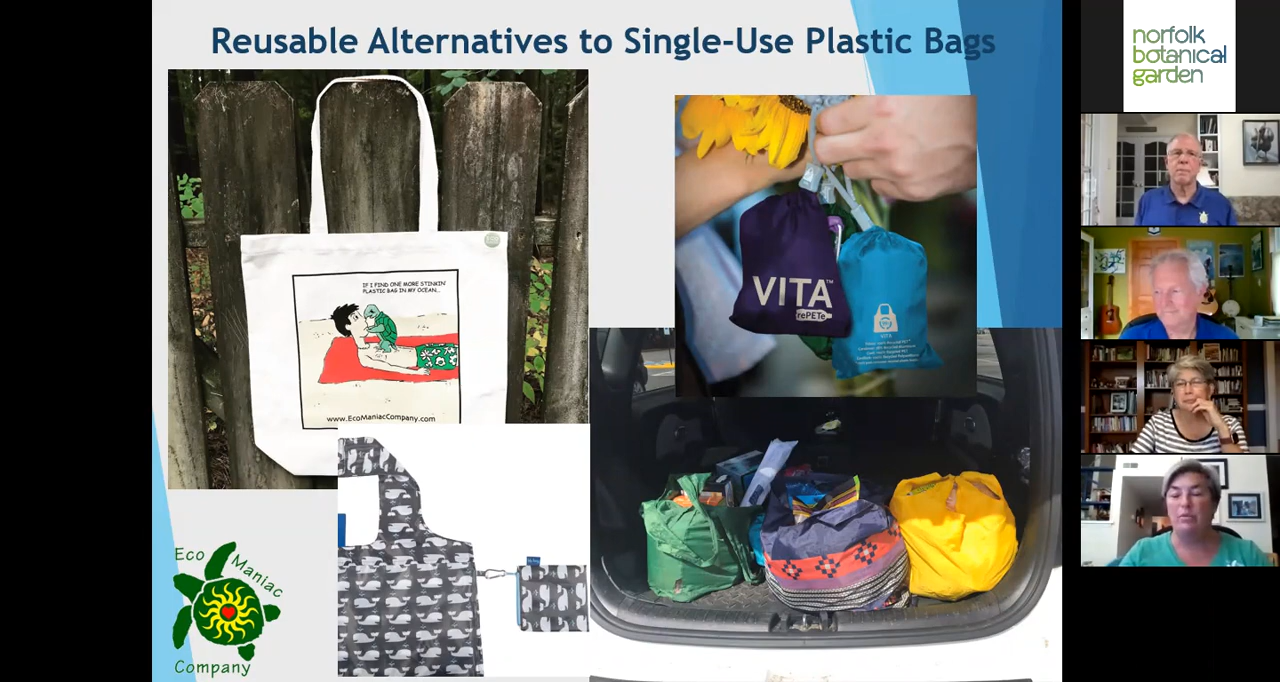 Reusable Alternatives to Single-Use Plastic Bags
norfolk
botanical
garden
IF I FIND ONE MORE STINKIN'
PLASTIC BAG IN MY OCEAN...
www.EcoManiacCompany.com
VITA™
rePETe
VITA
Eco Maniac
Company